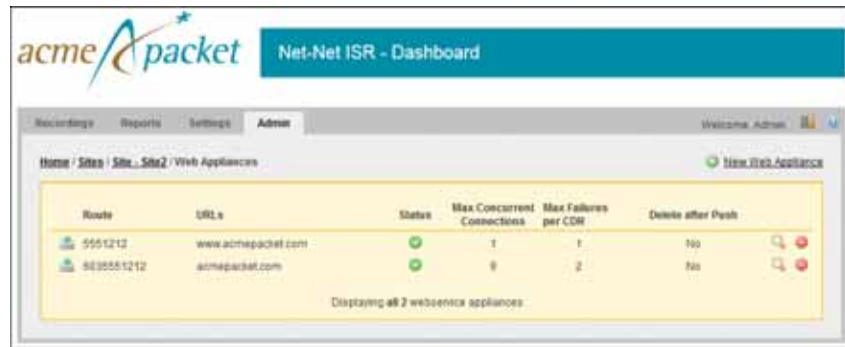 acme packet
Net-Net ISR - Dashboard
Recordings Reports Settings Admin Welcome, Admin
Home / Sites / Site - Site2 / Web Appliances New Web Appliance
Route URLs Status Max Concurrent Connections Max Failures per CDR Delete after Push
5551212 www.acmepacket.com 1 1 No
6035551212 acmepacket.com 2 No
Displaying all 2 webservice appliances